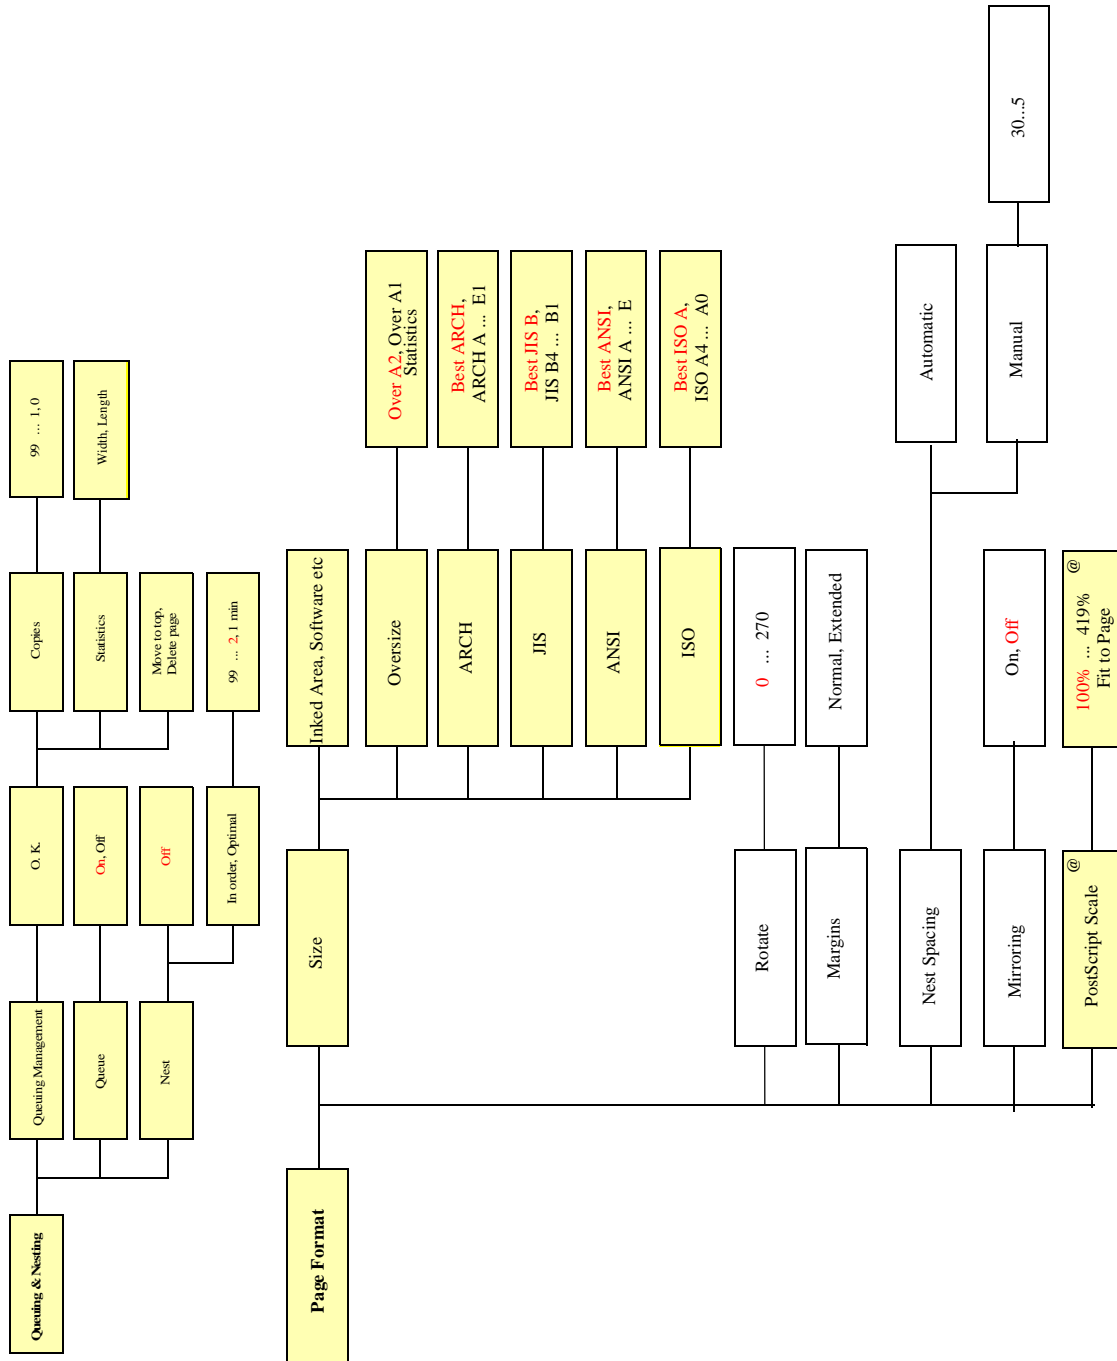 Queuing & Nesting
Queuing Management
O. K.
Copies
99 ... 1, 0
Statistics
Width, Length
Move to top,
Delete page
Queue
On, Off
Nest
Off
In order, Optimal
99 ... 2, 1 min
Page Format
Size
Inked Area, Software etc
Oversize
Over A2, Over A1
Statistics
ARCH
Best ARCH,
ARCH A ... E1
JIS
Best JIS B,
JIS B4 ... B1
ANSI
Best ANSI,
ANSI A ... E
ISO
Best ISO A,
ISO A4 ... A0
Rotate
0 ... 270
Margins
Normal, Extended
Nest Spacing
Automatic
Manual
30...5
Mirroring
On, Off
@
PostScript Scale
@
100% ... 419%
Fit to Page